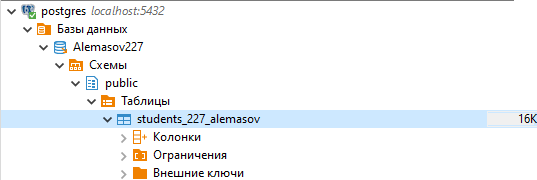 postgres localhost:5432
Базы данных
Alemasov227
Схемы
public
Таблицы
students_227_alemasov 16K
Колонки
Ограничения
Внешние ключи